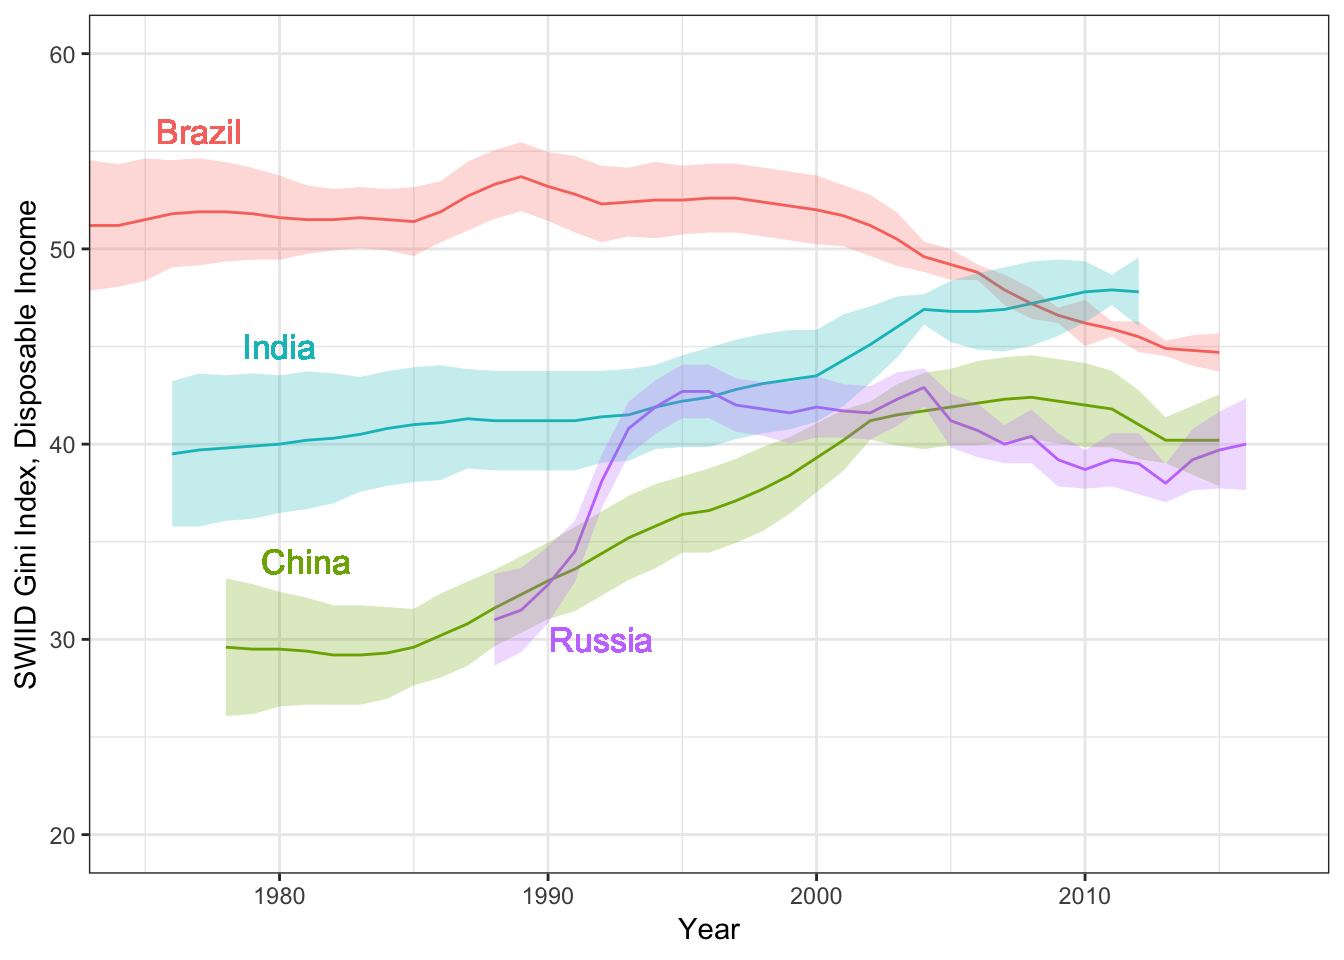 60
Brazil
50
India
40
China
Russia
30
20
SWIID Gini Index, Disposable Income
1980 1990 2000 2010
Year